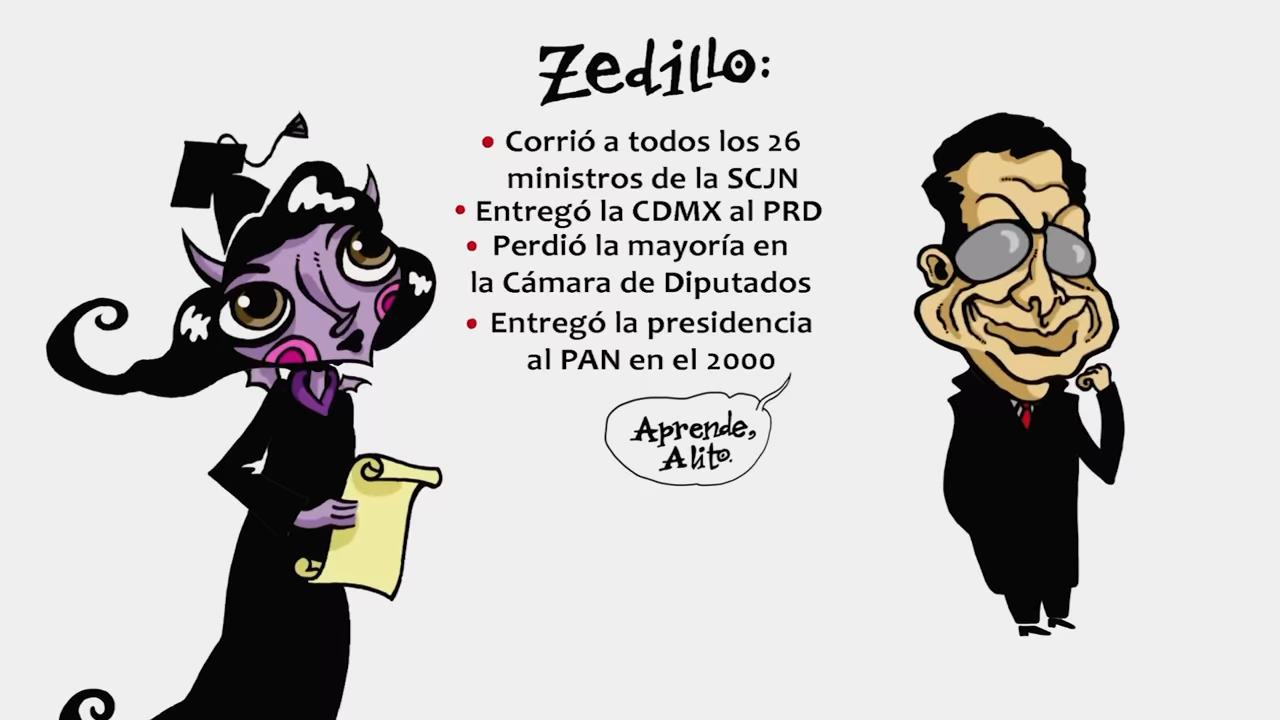 Zedillo:
• Corrió a todos los 26
ministros de la SCJN
• Entregó la CDMX al PRD
• Perdió la mayoría en
la Cámara de Diputados
• Entregó la presidencia
al PAN en el 2000
Aprende,
Alito.